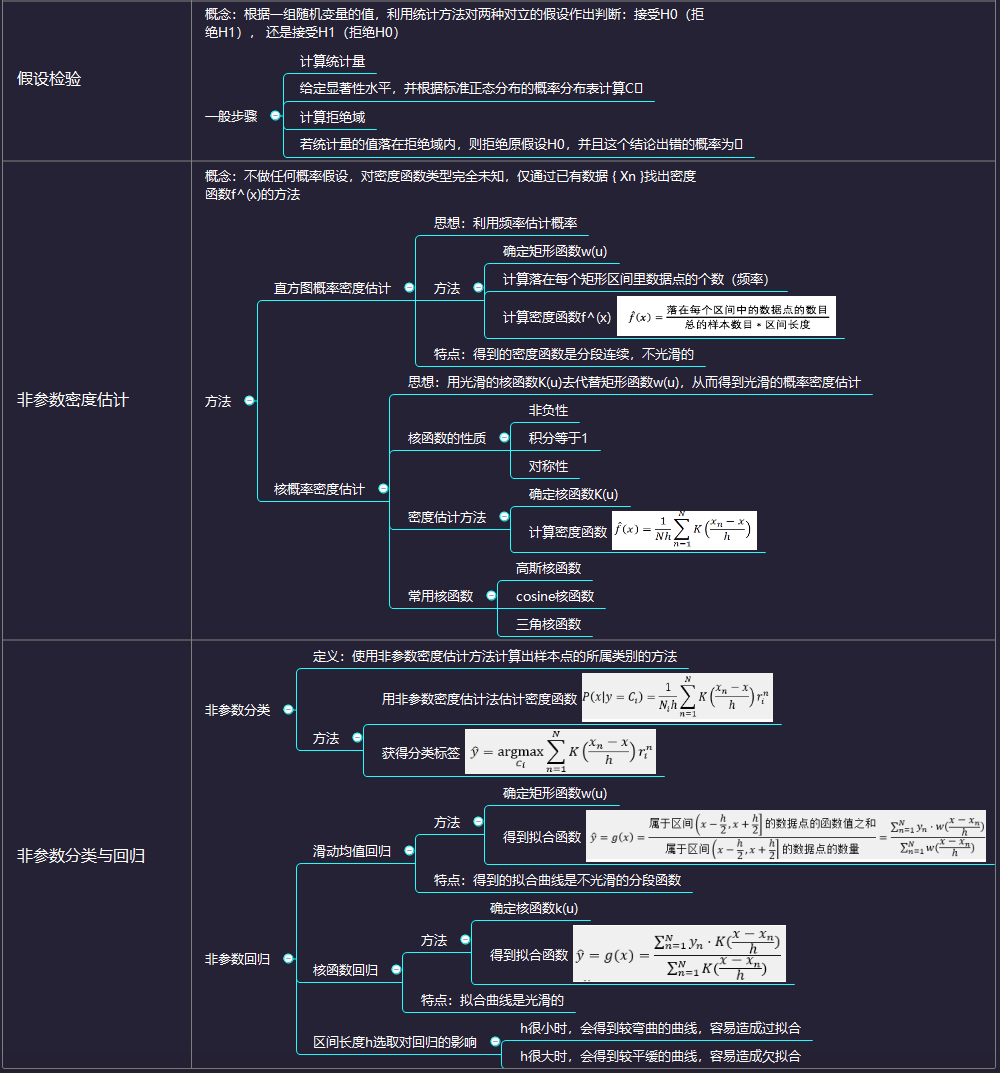 假设检验
概念：根据一组随机变量的值，利用统计方法对两种对立的假设作出判断：接受H0（拒
绝H1），还是接受H1（拒绝H0）
一般步骤
计算统计量
给定显著性水平，并根据标准正态分布的概率分布表计算C▯
计算拒绝域
若统计量的值落在拒绝域内，则拒绝原假设H0，并且这个结论出错的概率为▯
非参数密度估计
概念：不做任何概率假设，对密度函数类型完全未知，仅通过已有数据 { Xn }找出密度
函数f^(x)的方法
方法
直方图概率密度估计
思想：利用频率估计概率
方法
确定矩形函数w(u)
计算落在每个矩形区间里数据点的个数（频率）
计算密度函数f^(x) f̂(x) = 落在每个区间中的数据点的数目 / 总的样本数目 * 区间长度
特点：得到的密度函数是分段连续，不光滑的
核概率密度估计
思想：用光滑的核函数K(u)去代替矩形函数w(u)，从而得到光滑的概率密度估计
核函数的性质
非负性
积分等于1
对称性
密度估计方法
确定核函数K(u)
计算密度函数 f̂(x) = \frac{1}{Nh} \sum_{n=1}^{N} K(\frac{x_n - x}{h})
常用核函数
高斯核函数
cosine核函数
三角核函数
非参数分类与回归
非参数分类
定义：使用非参数密度估计方法计算出样本点的所属类别的方法
方法
用非参数密度估计法估计密度函数 P(x|y = C_i) = \frac{1}{N_i h} \sum_{n=1}^{N} K(\frac{x_n - x}{h}) r_i^n
获得分类标签 ŷ = argmax_{C_i} \sum_{n=1}^{N} K(\frac{x_n - x}{h}) r_i^n
非参数回归
滑动均值回归
方法
确定矩形函数w(u)
得到拟合函数 ŷ = g(x) = \frac{属于区间(x - \frac{h}{2}, x + \frac{h}{2}]的数据点的函数值之和}{属于区间(x - \frac{h}{2}, x + \frac{h}{2}]的数据点的数量} = \frac{\sum_{n=1}^{N} y_n · w(\frac{x - x_n}{h})}{\sum_{n=1}^{N} w(\frac{x - x_n}{h})}
特点：得到的拟合曲线是不光滑的分段函数
核函数回归
方法
确定核函数k(u)
得到拟合函数 ŷ = g(x) = \frac{\sum_{n=1}^{N} y_n · K(\frac{x - x_n}{h})}{\sum_{n=1}^{N} K(\frac{x - x_n}{h})}
特点：拟合曲线是光滑的
区间长度h选取对回归的影响
h很小时，会得到较弯曲的曲线，容易造成过拟合
h很大时，会得到较平缓的曲线，容易造成欠拟合